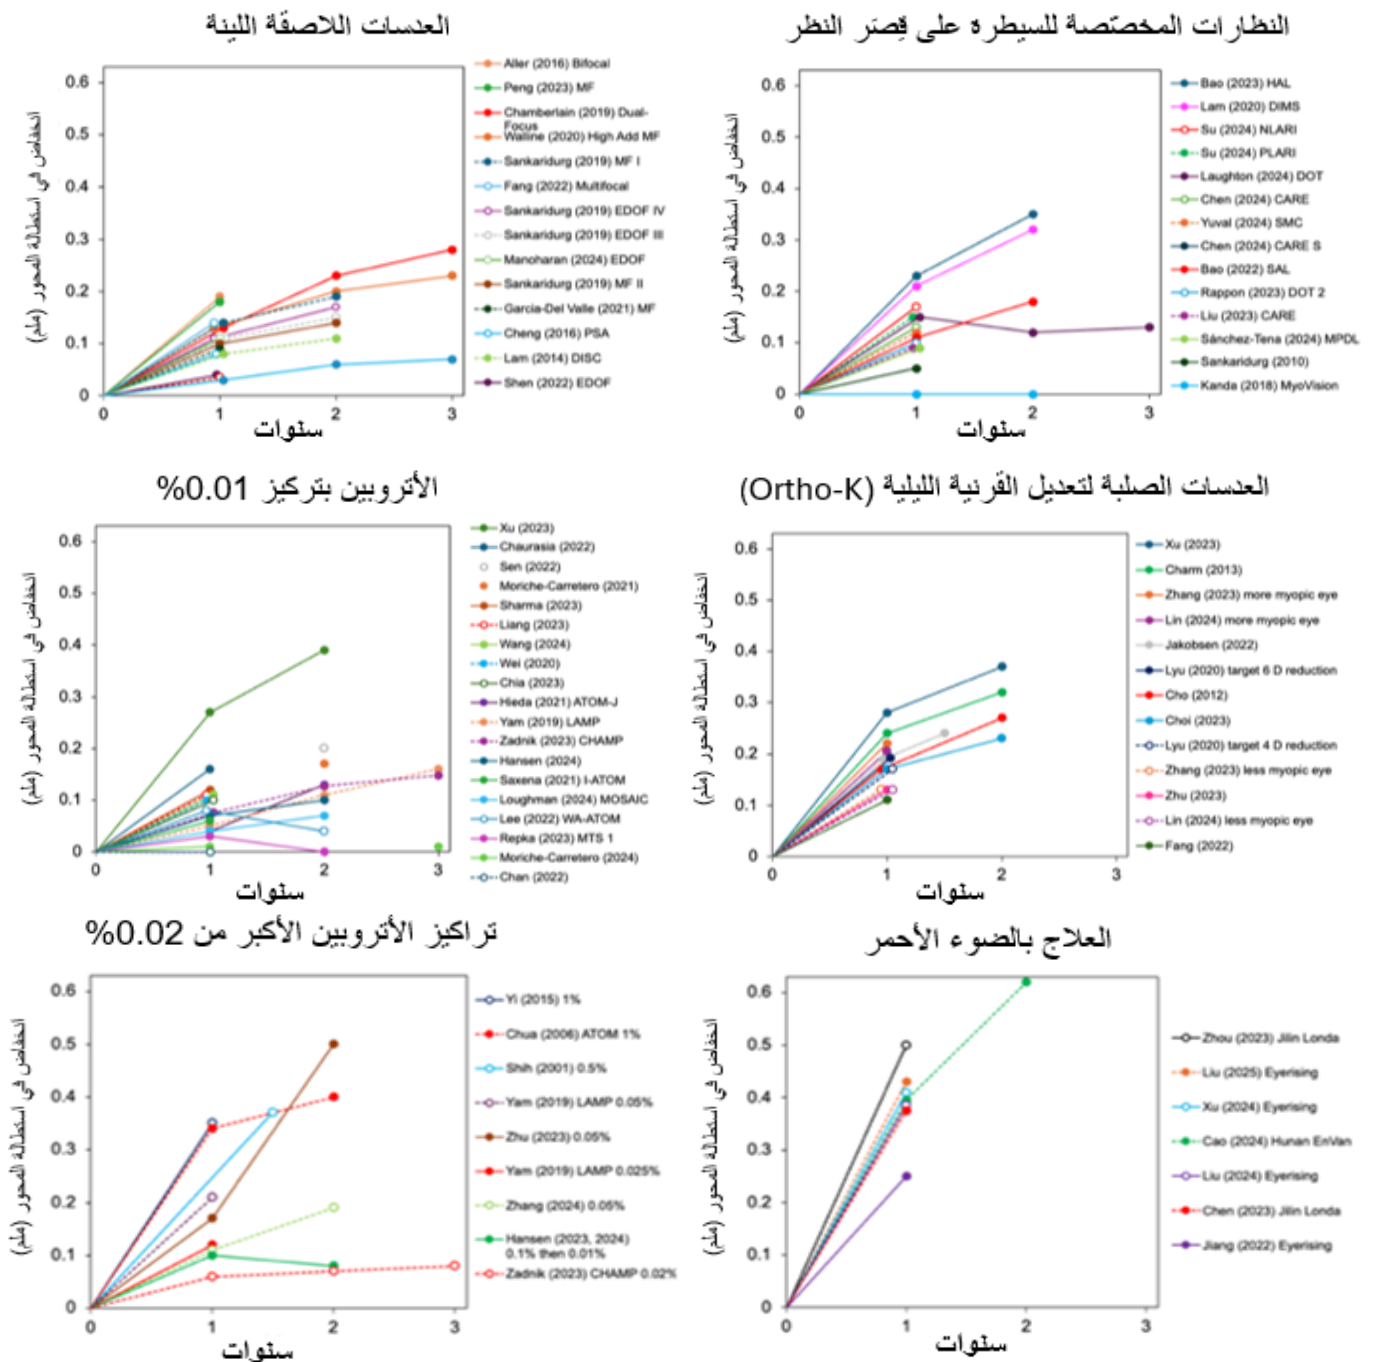 العدسات اللاصقة اللينة
انخفاض في استطالة المحور (ملم)
0.6
0.5
0.4
0.3
0.2
0.1
0
0 1 2 3
سنوات
Aller (2016) Bifocal
Peng (2023) MF
Chamberlain (2019) Dual-
Focus
Walline (2020) High Add MF
Sankaridurg (2019) MF I
Fang (2022) Multifocal
Sankaridurg (2019) EDOF IV
Sankaridurg (2019) EDOF III
Manoharan (2024) EDOF
Sankaridurg (2019) MF II
Garcia-Del Valle (2021) MF
Cheng (2016) PSA
Lam (2014) DISC
Shen (2022) EDOF
النظارات المخصّصة للسيطرة على قِصَر النظر
انخفاض في استطالة المحور (ملم)
0.6
0.5
0.4
0.3
0.2
0.1
0
0 1 2 3
سنوات
Bao (2023) HAL
Lam (2020) DIMS
Su (2024) NLARI
Su (2024) PLARI
Laughton (2024) DOT
Chen (2024) CARE
Yuval (2024) SMC
Chen (2024) CARE S
Bao (2022) SAL
Rappon (2023) DOT 2
Liu (2023) CARE
Sánchez-Tena (2024) MPDL
Sankaridurg (2010)
Kanda (2018) MyoVision
الأتروبين بتركيز 0.01%
انخفاض في استطالة المحور (ملم)
0.6
0.5
0.4
0.3
0.2
0.1
0
0 1 2 3
سنوات
Xu (2023)
Chaurasia (2022)
Sen (2022)
Moriche-Carretero (2021)
Sharma (2023)
Liang (2023)
Wang (2024)
Wei (2020)
Chia (2023)
Hieda (2021) ATOM-J
Yam (2019) LAMP
Zadnik (2023) CHAMP
Hansen (2024)
Saxena (2021) I-ATOM
Loughman (2024) MOSAIC
Lee (2022) WA-ATOM
Repka (2023) MTS 1
Moriche-Carretero (2024)
Chan (2022)
العدسات الصلبة لتعديل القرنية الليلية (Ortho-K)
انخفاض في استطالة المحور (ملم)
0.6
0.5
0.4
0.3
0.2
0.1
0
0 1 2 3
سنوات
Xu (2023)
Charm (2013)
Zhang (2023) more myopic eye
Lin (2024) more myopic eye
Jakobsen (2022)
Lyu (2020) target 6 D reduction
Cho (2012)
Choi (2023)
Lyu (2020) target 4 D reduction
Zhang (2023) less myopic eye
Zhu (2023)
Lin (2024) less myopic eye
Fang (2022)
تراكيز الأتروبين الأكبر من 0.02%
انخفاض في استطالة المحور (ملم)
0.6
0.5
0.4
0.3
0.2
0.1
0
0 1 2 3
سنوات
Yi (2015) 1%
Chua (2006) ATOM 1%
Shih (2001) 0.5%
Yam (2019) LAMP 0.05%
Zhu (2023) 0.05%
Yam (2019) LAMP 0.025%
Zhang (2024) 0.05%
Hansen (2023, 2024)
0.1% then 0.01%
Zadnik (2023) CHAMP 0.02%
العلاج بالضوء الأحمر
انخفاض في استطالة المحور (ملم)
0.6
0.5
0.4
0.3
0.2
0.1
0
0 1 2 3
سنوات
Zhou (2023) Jilin Londa
Liu (2025) Eyerising
Xu (2024) Eyerising
Cao (2024) Hunan EnVan
Liu (2024) Eyerising
Chen (2023) Jilin Londa
Jiang (2022) Eyerising